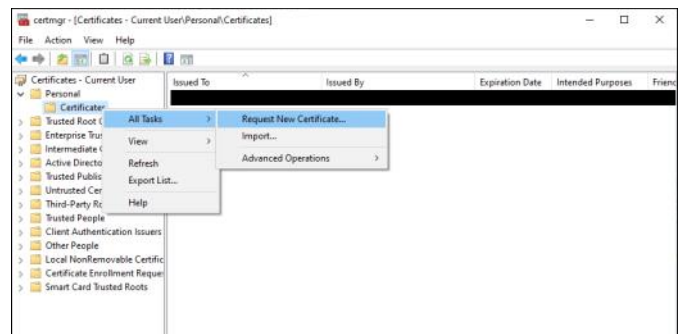 certmgr - [Certificates - Current User\Personal\Certificates]
File Action View Help
Certificates - Current User
Issued To Issued By Expiration Date Intended Purposes Friend
Personal
Certificates
All Tasks Request New Certificate...
Trusted Root C
Enterprise Trus View Import...
Intermediate C
Active Directo Refresh Advanced Operations
Trusted Publis Export List...
Untrusted Cer
Third-Party Ro Help
Trusted People
Client Authentication Issuers
Other People
Local NonRemovable Certific
Certificate Enrollment Reques
Smart Card Trusted Roots